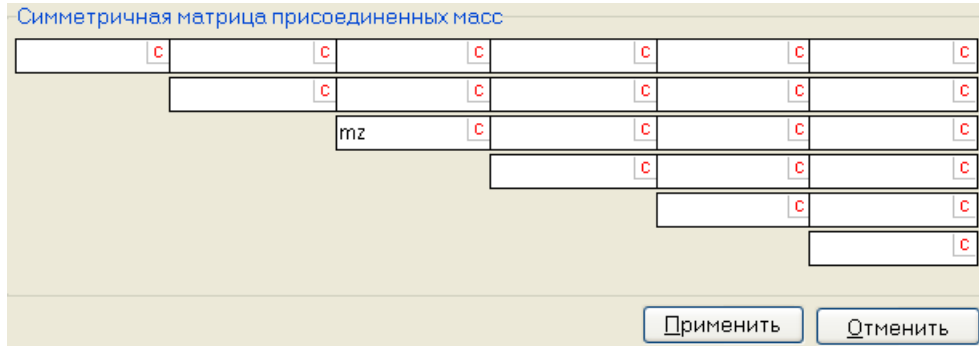 Симметричная матрица присоединенных масс
C C C C C C
C C C C C
mz C C C C
C C C
C C
C
Применить Отменить